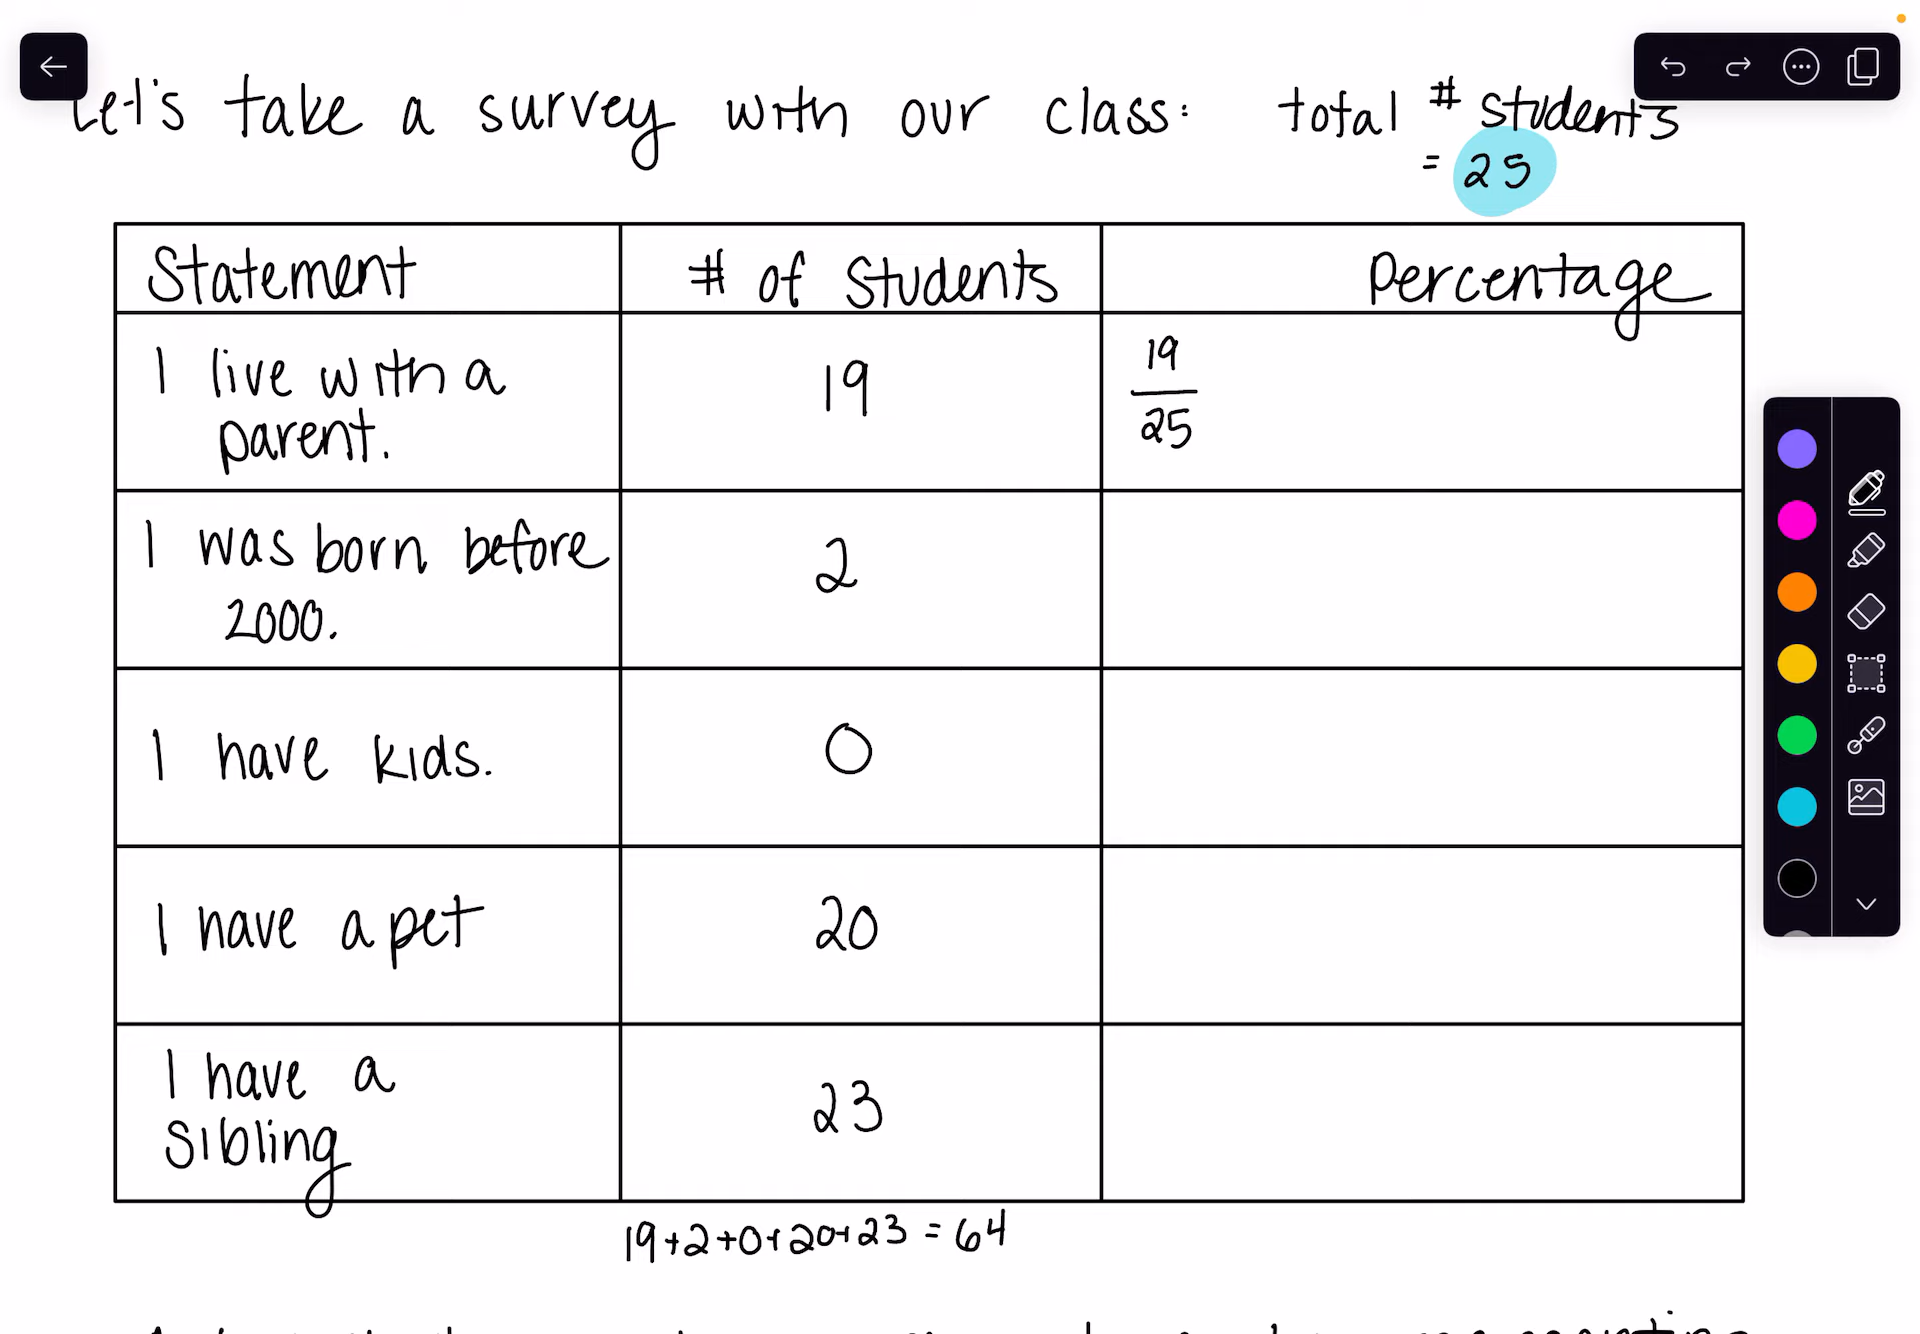 Let's take a survey with our class: total # students
= 25
Statement # of Students Percentage
I live with a
parent.
19
19
25
I was born before
2000.
2
I have kids.
0
I have a pet
20
I have a
sibling
23
19+2+0+20+23 = 64